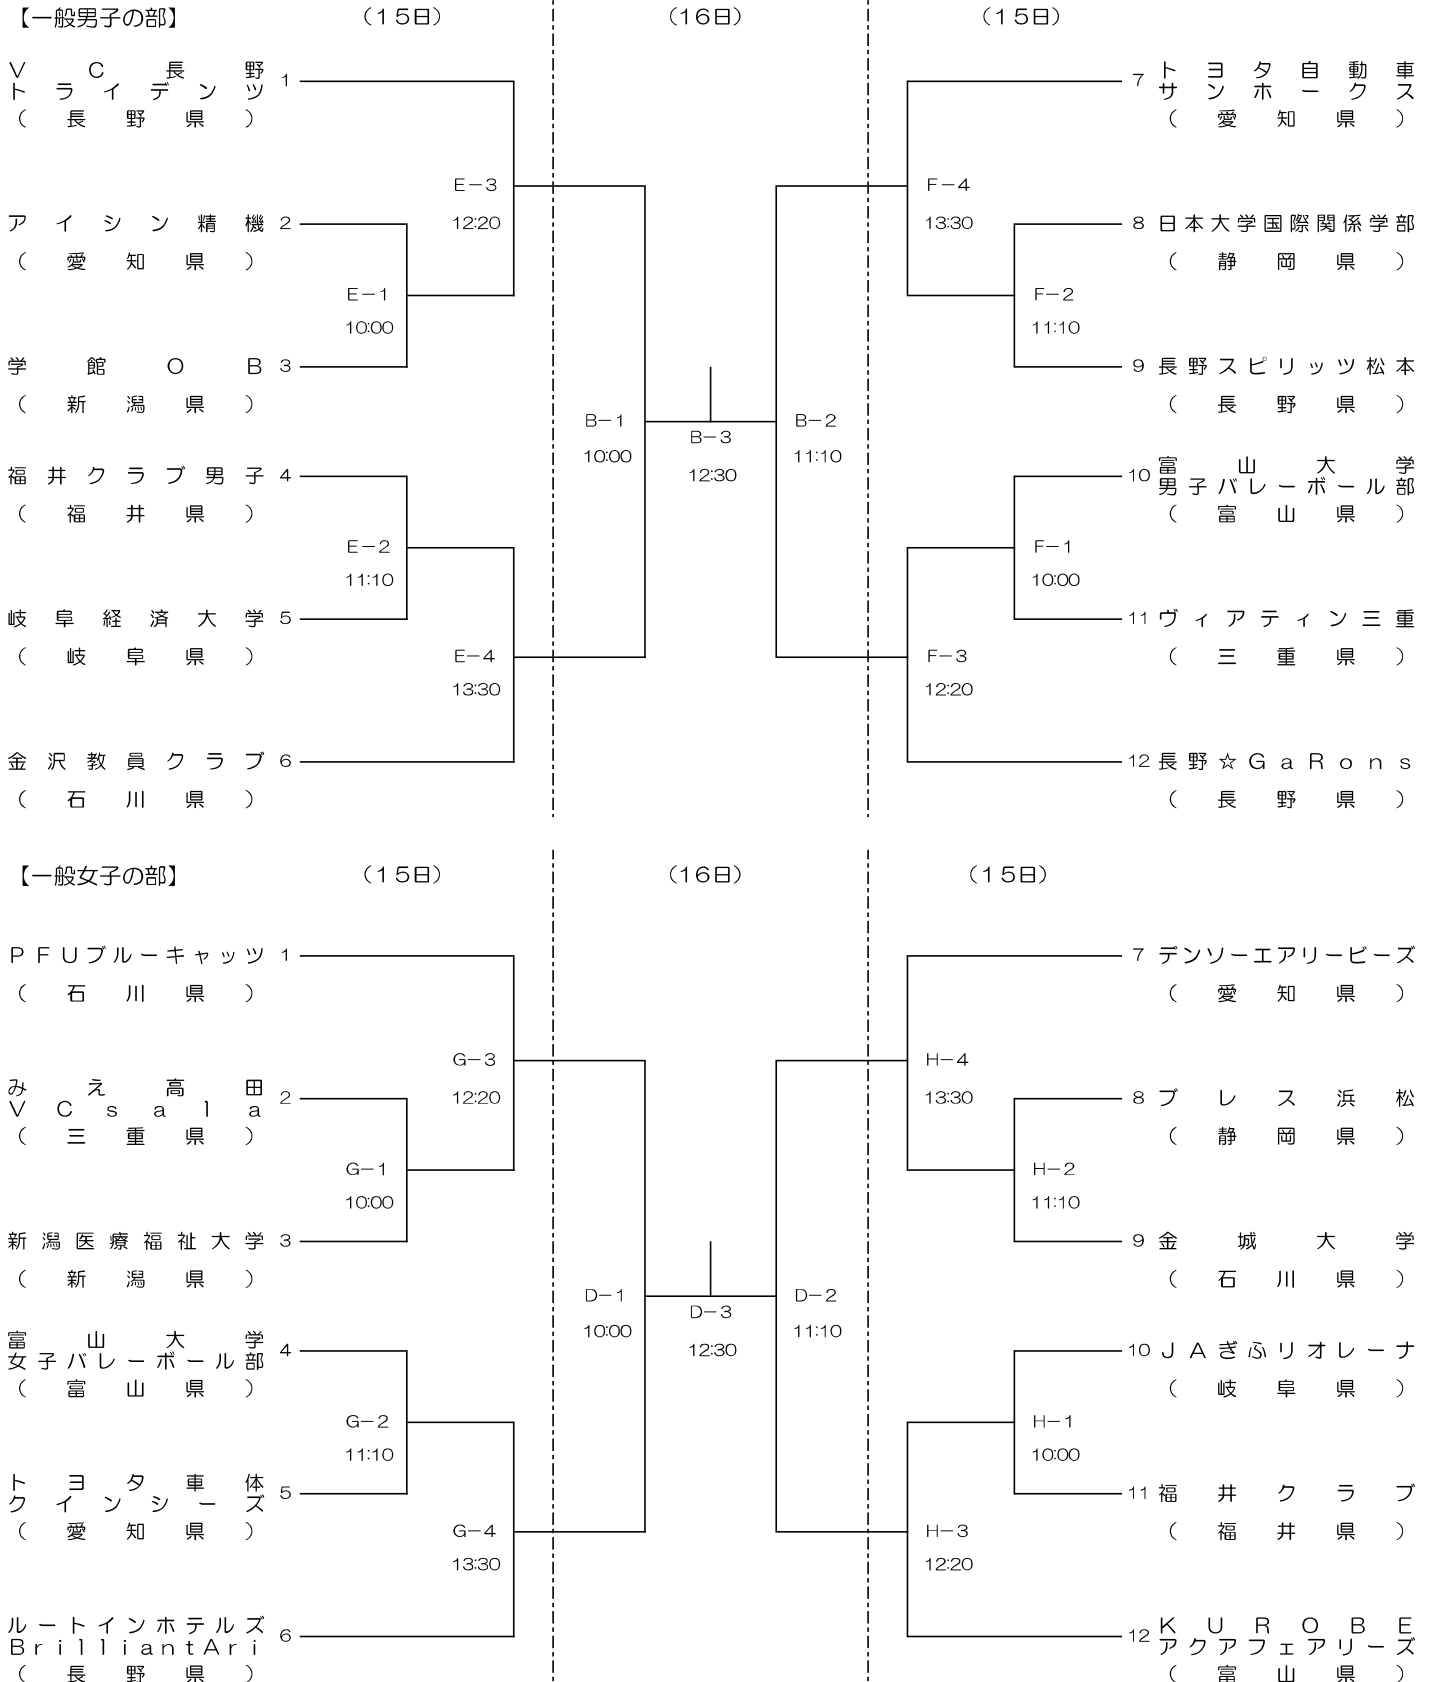 【一般男子の部】 （１５日） （１６日） （１５日）
ＶＣ長野
トライデンツ
（長野県）
1
アイシン精機
（愛知県）
2
学館ＯＢ
（新潟県）
3
福井クラブ男子
（福井県）
4
岐阜経済大学
（岐阜県）
5
金沢教員クラブ
（石川県）
6
E－1
10:00
E－2
11:10
E－3
12:20
E－4
13:30
B－1
10:00
B－3
12:30
B－2
11:10
F－4
13:30
F－3
12:20
F－2
11:10
F－1
10:00
7
トヨタ自動車
サンホークス
（愛知県）
8
日本大学国際関係学部
（静岡県）
9
長野スピリッツ松本
（長野県）
10
富山大学
男子バレーボール部
（富山県）
11
ヴィアティン三重
（三重県）
12
長野☆ＧａＲｏｎｓ
（長野県）
【一般女子の部】 （１５日） （１６日） （１５日）
ＰＦＵブルーキャッツ
（石川県）
1
みえ高田
ＶＣｓａｌａ
（三重県）
2
新潟医療福祉大学
（新潟県）
3
富山大学
女子バレーボール部
（富山県）
4
トヨタ車体
クインシーズ
（愛知県）
5
ルートインホテルズ
ＢｒｉｌｌｉａｎｔＡｒｉ
（長野県）
6
G－1
10:00
G－2
11:10
G－3
12:20
G－4
13:30
D－1
10:00
D－3
12:30
D－2
11:10
H－4
13:30
H－3
12:20
H－2
11:10
H－1
10:00
7
デンソーエアリービーズ
（愛知県）
8
ブレス浜松
（静岡県）
9
金城大学
（石川県）
10
ＪＡぎふリオレーナ
（岐阜県）
11
福井クラブ
（福井県）
12
ＫＵＲＯＢＥ
アクアフェアリーズ
（富山県）